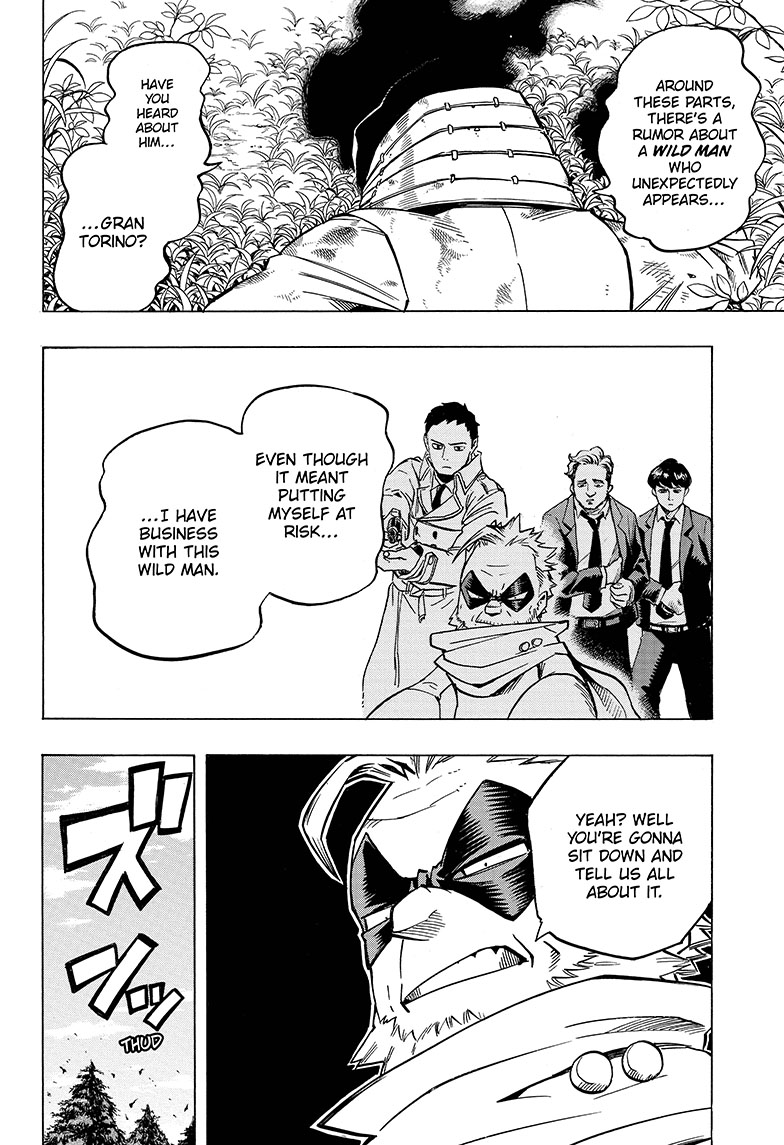 AROUND
THESE PARTS,
THERE'S A
RUMOR ABOUT
A WILD MAN
WHO
UNEXPECTEDLY
APPEARS...
HAVE
YOU
HEARD
ABOUT
HIM...
...GRAN
TORINO?
EVEN THOUGH
IT MEANT
PUTTING
MYSELF AT
RISK...
...I HAVE
BUSINESS
WITH THIS
WILD MAN.
YEAH? WELL
YOU'RE GONNA
SIT DOWN AND
TELL US ALL
ABOUT IT.
ズズンッ
THUD